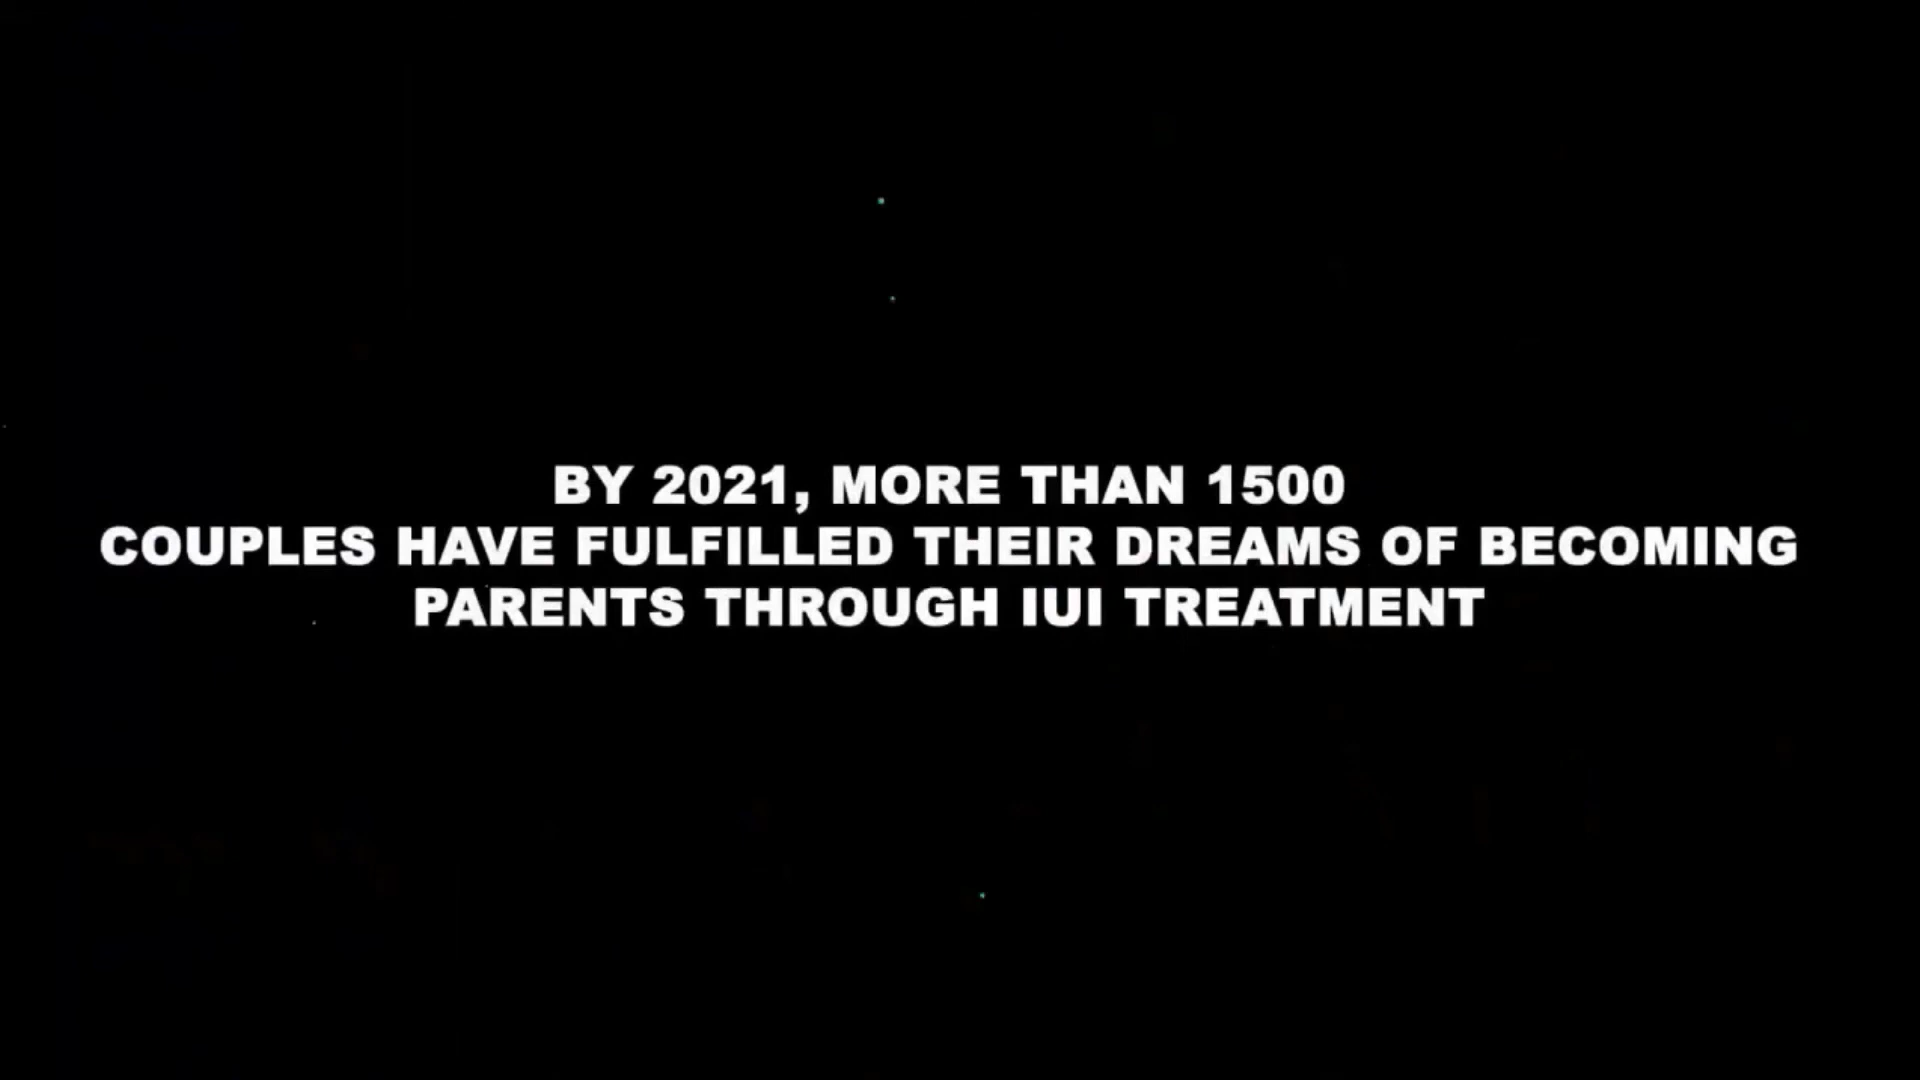 BY 2021, MORE THAN 1500
COUPLES HAVE FULFILLED THEIR DREAMS OF BECOMING
PARENTS THROUGH IUI TREATMENT